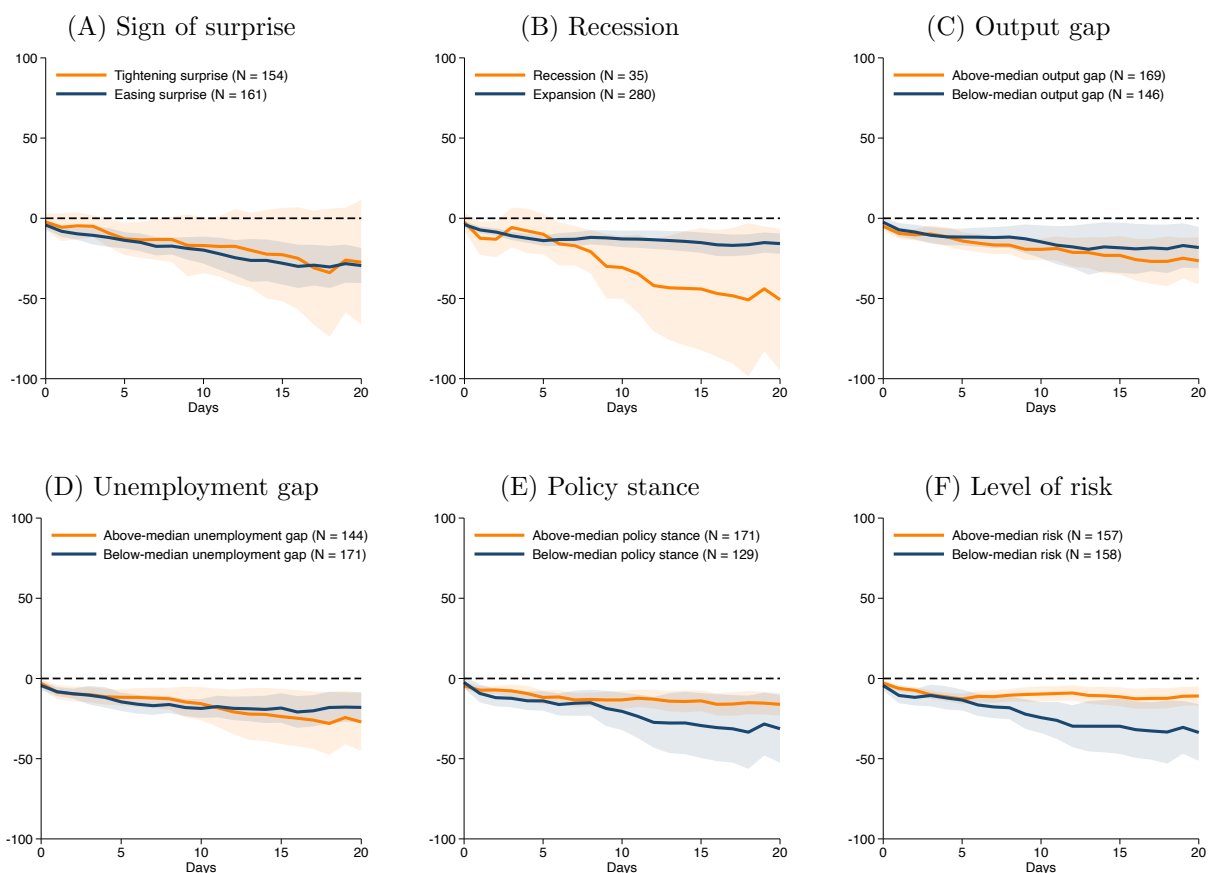 (A) Sign of surprise
100
Tightening surprise (N = 154)
Easing surprise (N = 161)
50
0
-50
-100
0 5 10 15 20
Days
(B) Recession
100
Recession (N = 35)
Expansion (N = 280)
50
0
-50
-100
0 5 10 15 20
Days
(C) Output gap
100
Above-median output gap (N = 169)
Below-median output gap (N = 146)
50
0
-50
-100
0 5 10 15 20
Days
(D) Unemployment gap
100
Above-median unemployment gap (N = 144)
Below-median unemployment gap (N = 171)
50
0
-50
-100
0 5 10 15 20
Days
(E) Policy stance
100
Above-median policy stance (N = 171)
Below-median policy stance (N = 129)
50
0
-50
-100
0 5 10 15 20
Days
(F) Level of risk
100
Above-median risk (N = 157)
Below-median risk (N = 158)
50
0
-50
-100
0 5 10 15 20
Days